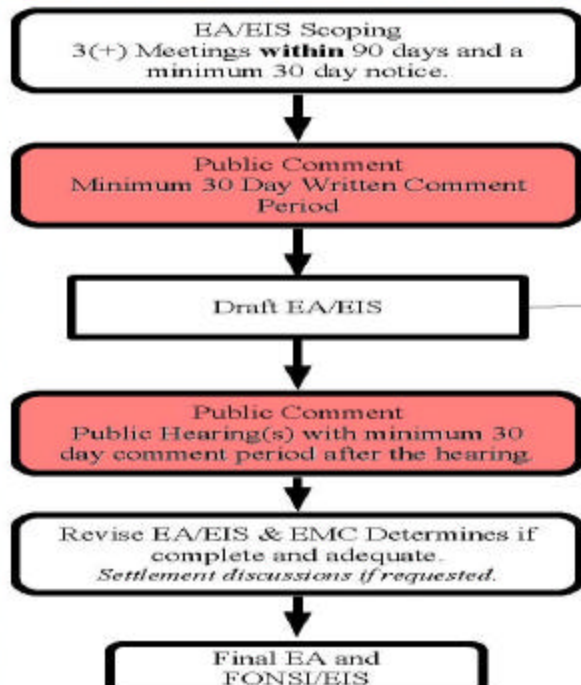 EA/EIS Scoping
3(+) Meetings within 90 days and a
minimum 30 day notice.
Public Comment
Minimum 30 Day Written Comment
Period
Draft EA/EIS
Public Comment
Public Hearing(s) with minimum 30
day comment period after the hearing.
Revise EA/EIS & EMC Determines if
complete and adequate.
Settlement discussions if requested.
Final EA and
FONSI/EIS